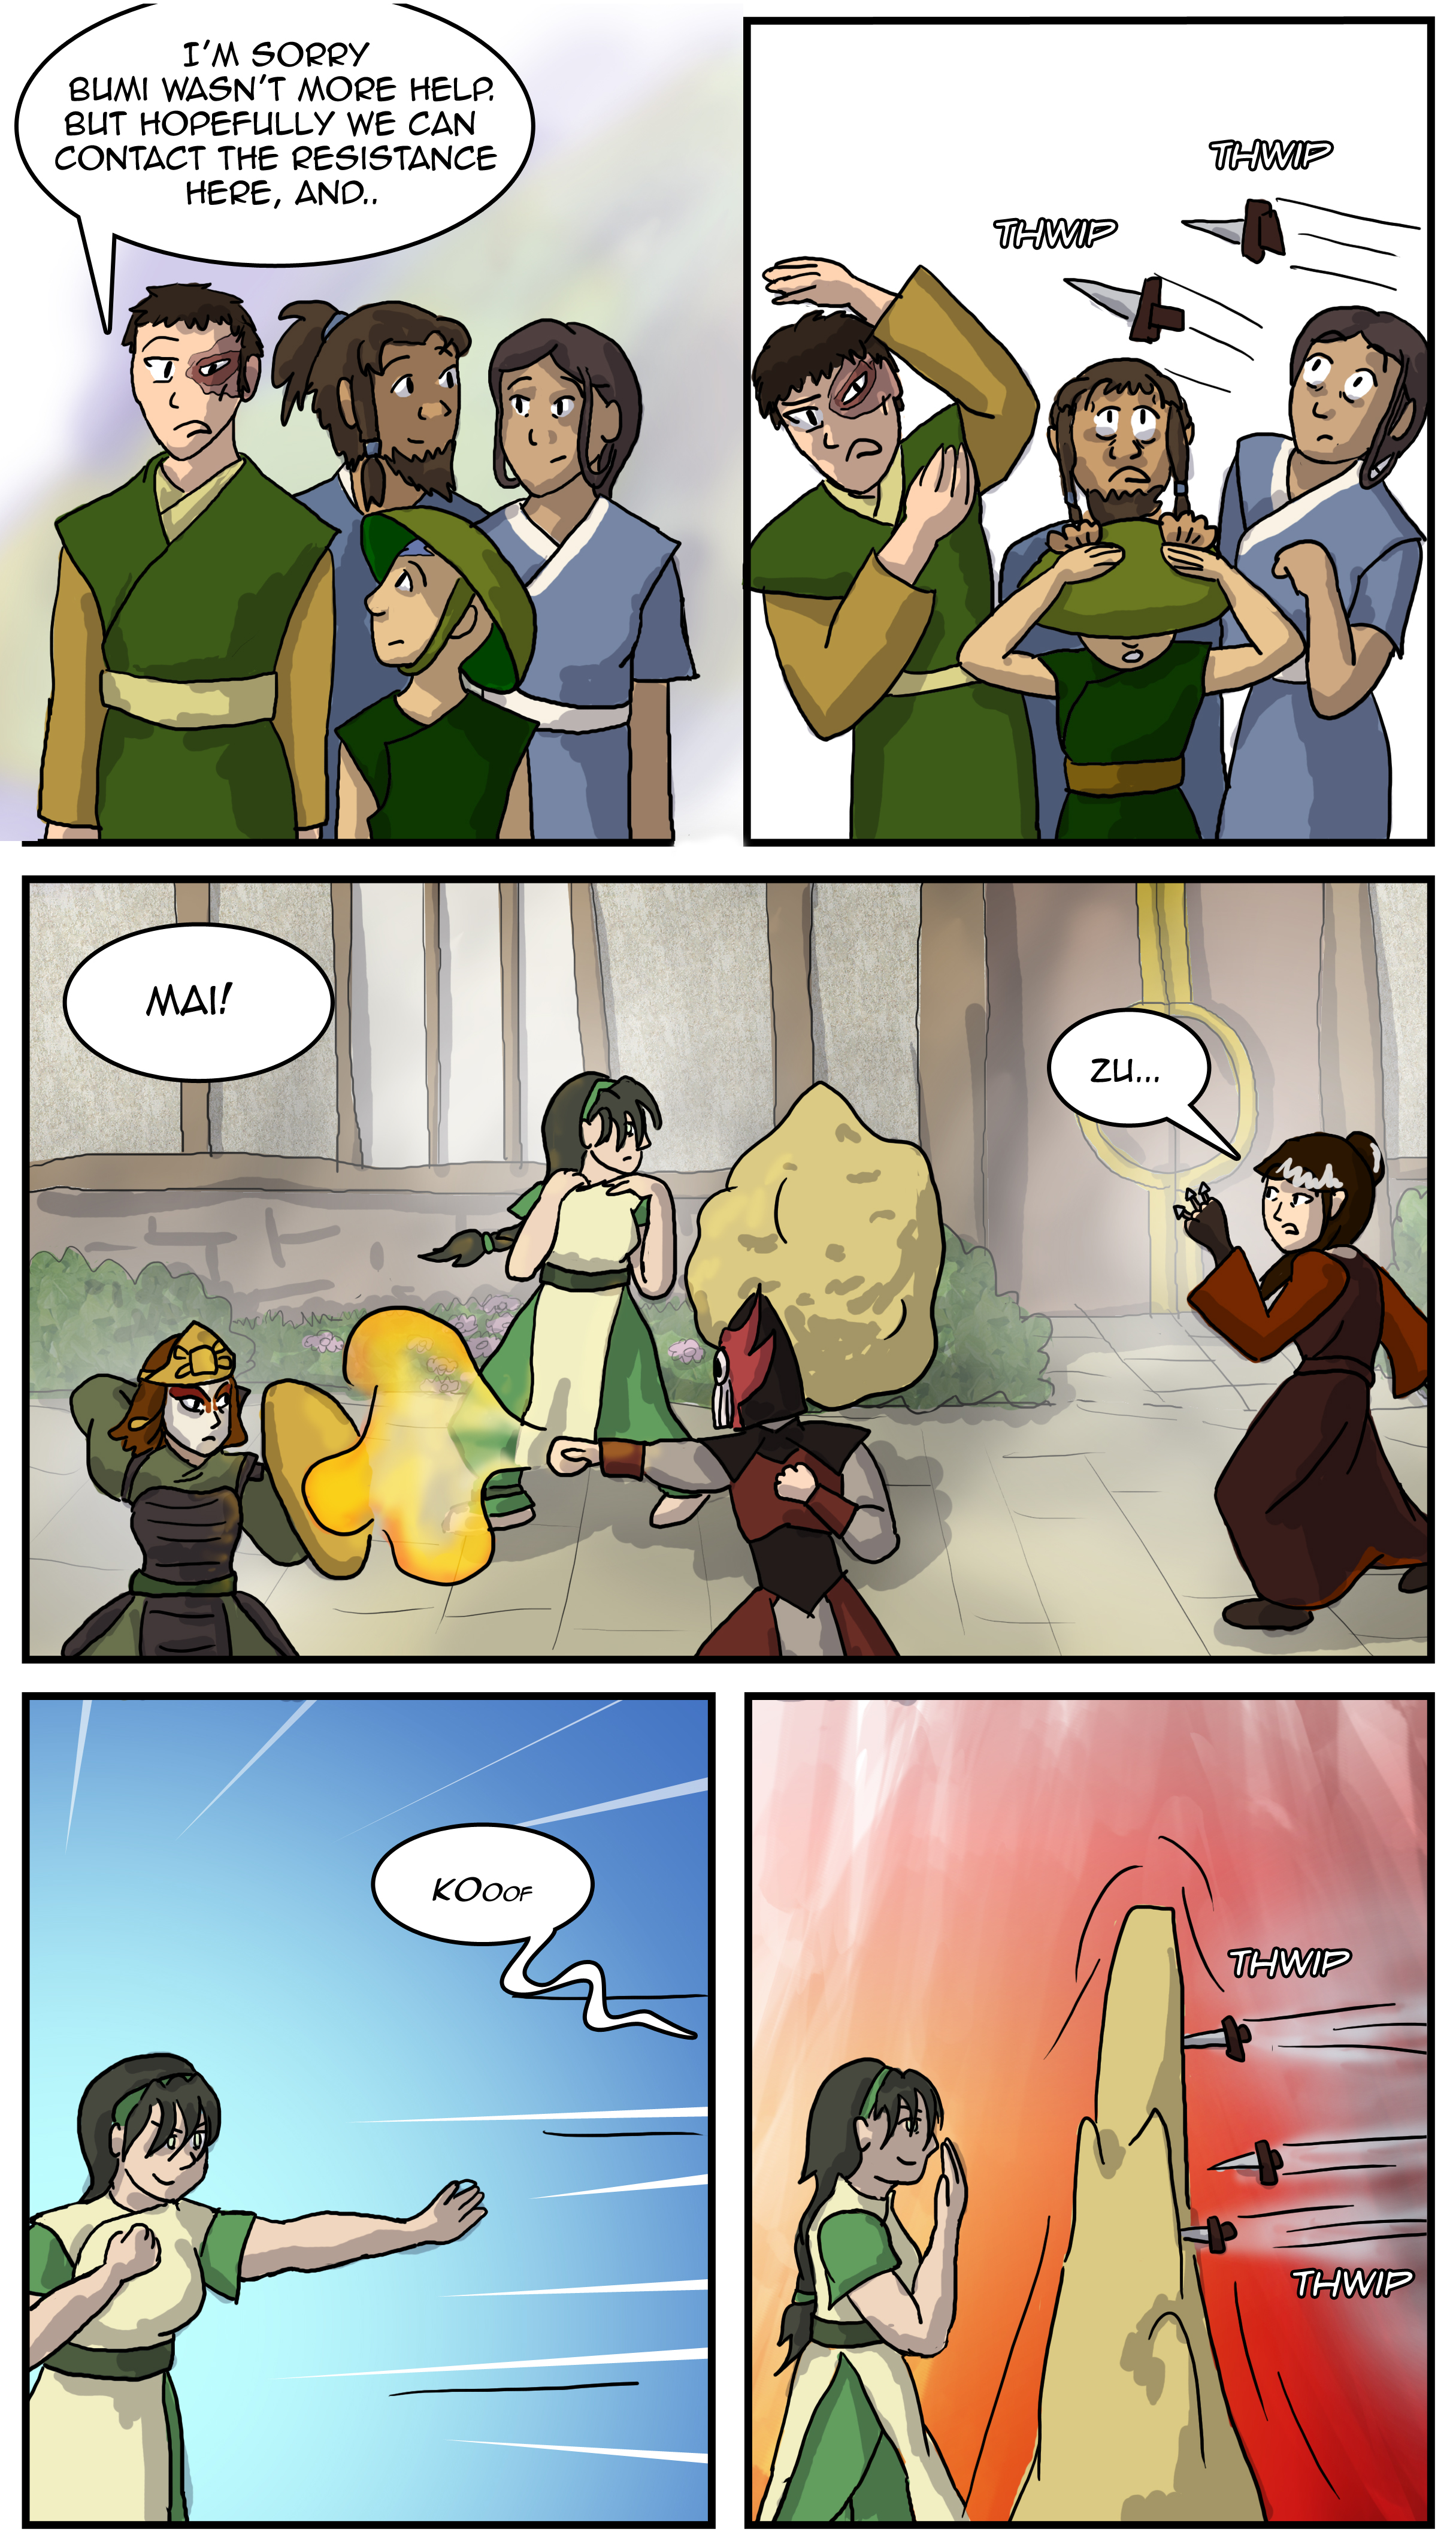 I'M SORRY
BUMI WASN'T MORE HELP.
BUT HOPEFULLY WE CAN
CONTACT THE RESISTANCE
HERE, AND..
THWIP
THWIP
MAI!
ZU...
KOOOF
THWIP
THWIP